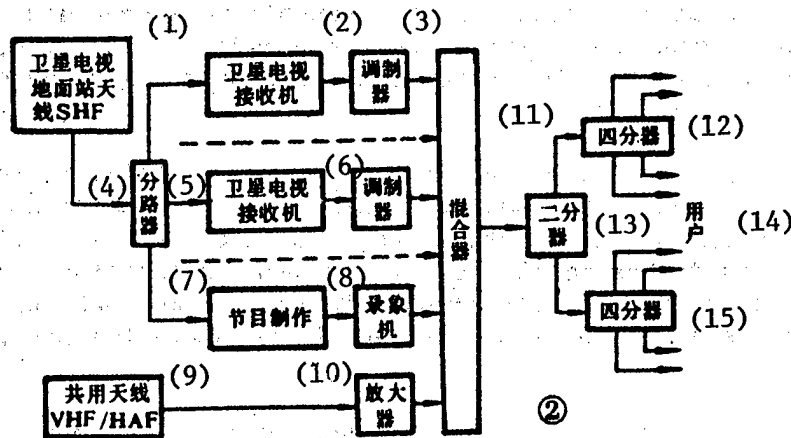 (1)
(2)
(3)
卫星电视
地面站天
线SHF
卫星电视
接收机
调制
器
(4)
分
路
器
(5)
卫星电视
接收机
(6)
调制
器
(7)
节目制作
(8)
录象
机
(9)
共用天线
VHF/HAF
(10)
放大
器
混
合
器
(11)
四分器
(12)
二分
器
(13)
用
户
(14)
四分器
(15)
②